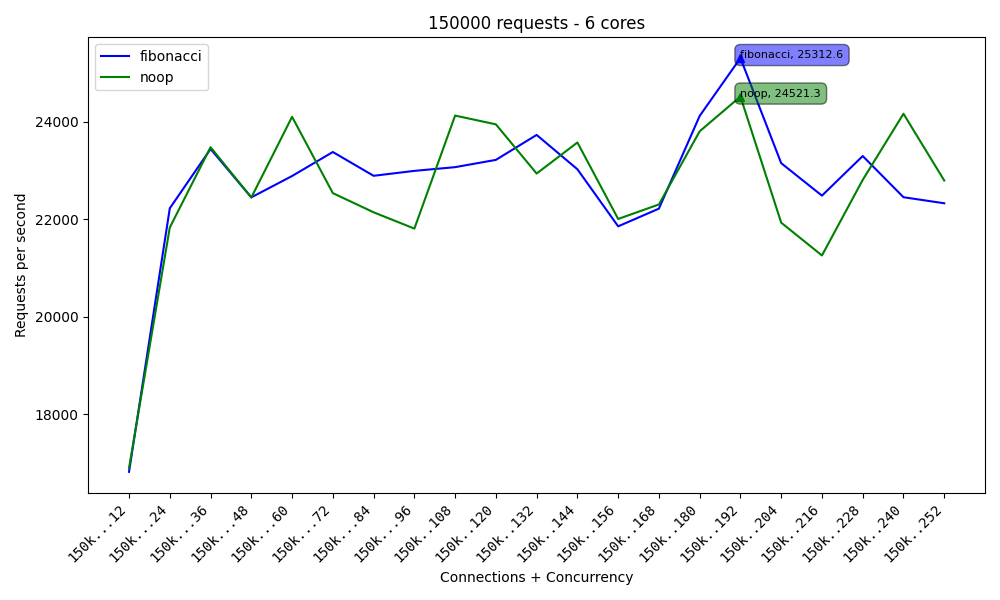 150000 requests - 6 cores
fibonacci
noop
fibonacci, 25312.6
noop, 24521.3
Requests per second
24000
22000
20000
18000
150k..12
150k..24
150k..36
150k..48
150k..60
150k..72
150k..84
150k..96
150k..108
150k..120
150k..132
150k..144
150k..156
150k..168
150k..180
150k..192
150k..204
150k..216
150k..228
150k..240
150k..252
Connections + Concurrency